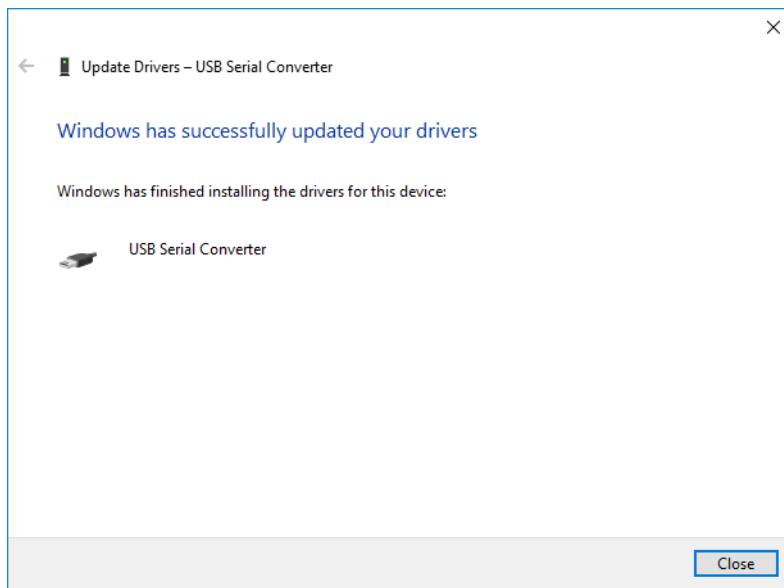 Update Drivers – USB Serial Converter
Windows has successfully updated your drivers
Windows has finished installing the drivers for this device:
USB Serial Converter
Close